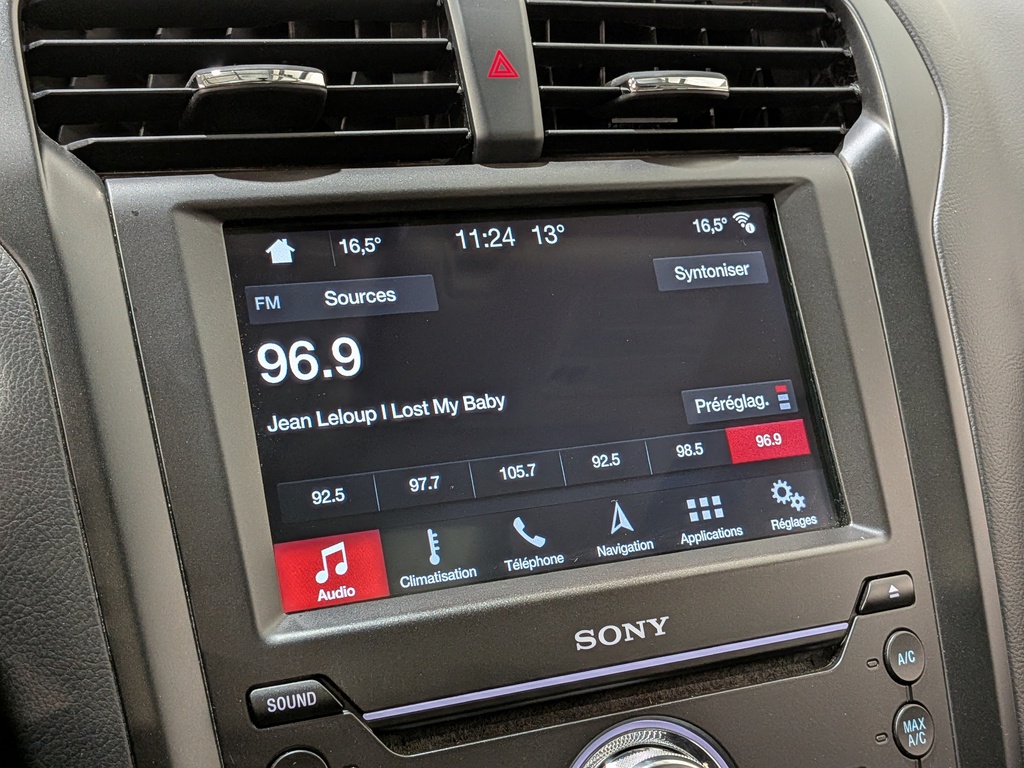 16,5° 11:24 13° 16,5°
FM Sources Syntoniser
96.9
Jean Leloup I Lost My Baby
Préréglag.
92.5 97.7 105.7 92.5 98.5 96.9
Audio Climatisation Téléphone Navigation Applications Réglages
SONY
SOUND
A/C
MAX
A/C